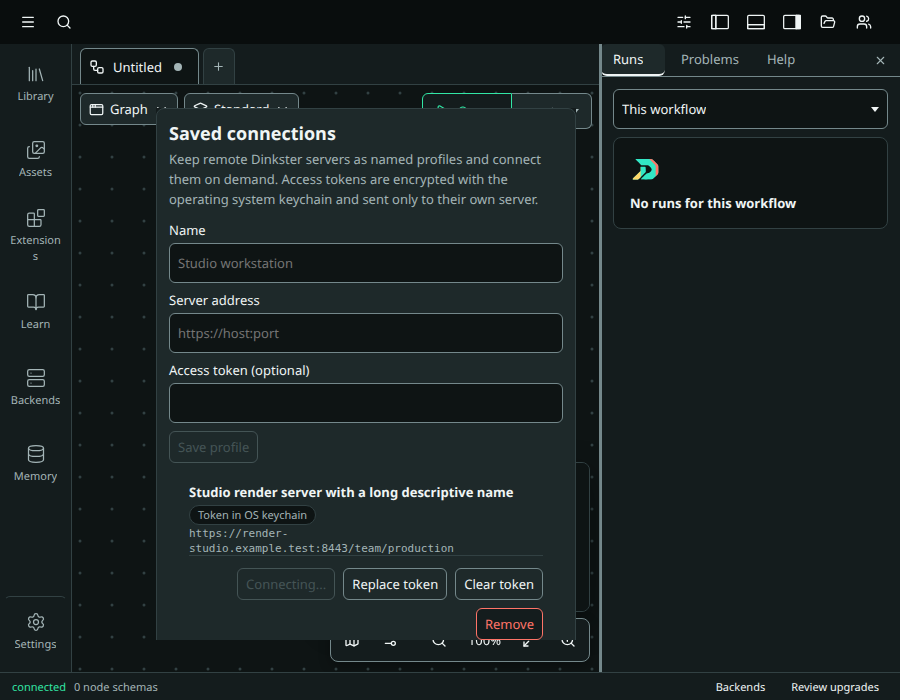 Untitled
Runs
Problems
Help
Library
Graph
This workflow
Saved connections
Keep remote Dinkster servers as named profiles and connect
them on demand. Access tokens are encrypted with the
operating system keychain and sent only to their own server.
Assets
No runs for this workflow
Name
Studio workstation
Extension
s
Server address
https://host:port
Learn
Access token (optional)
Backends
Save profile
Memory
Studio render server with a long descriptive name
Token in OS keychain
https://render-
studio.example.test:8443/team/production
Connecting...
Replace token
Clear token
Remove
100%
Settings
connected
0 node schemas
Backends
Review upgrades